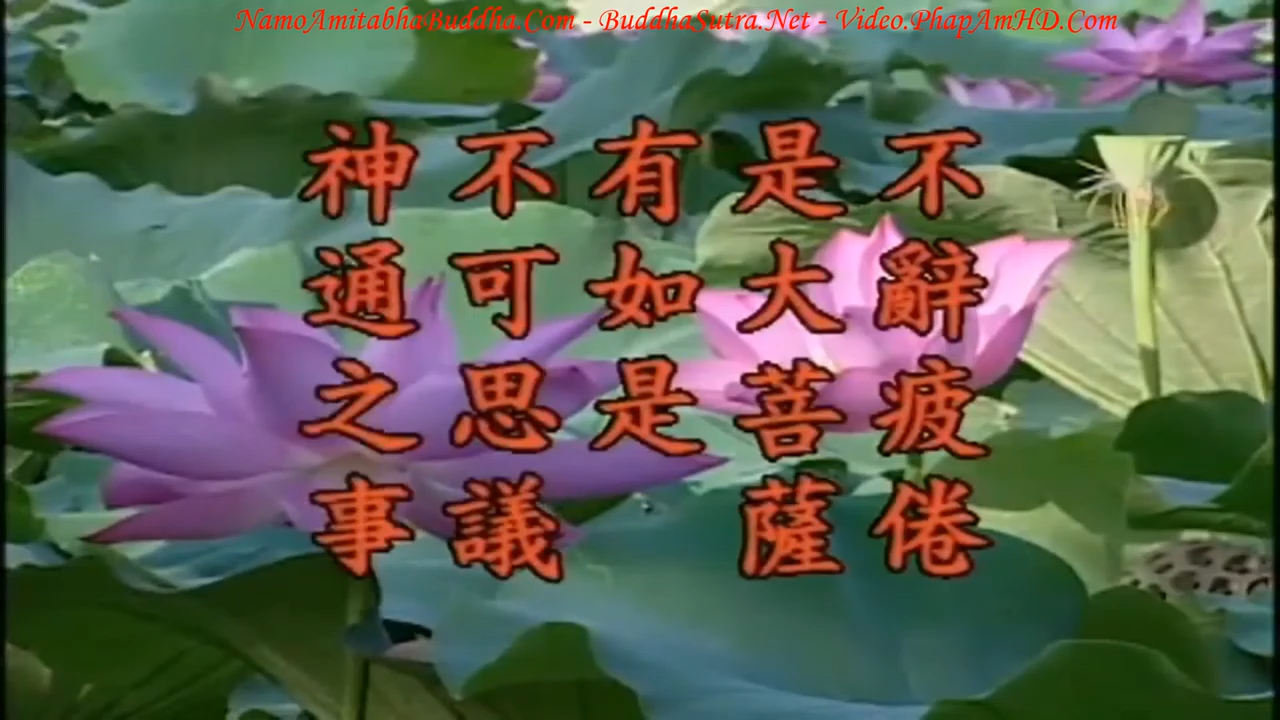 NamoAmitabhaBuddha.Com - BuddhaSutra.Net - Video.PhapAmHD.Com
不辭疲倦
是大菩薩
有如是
不可思議
神通之事